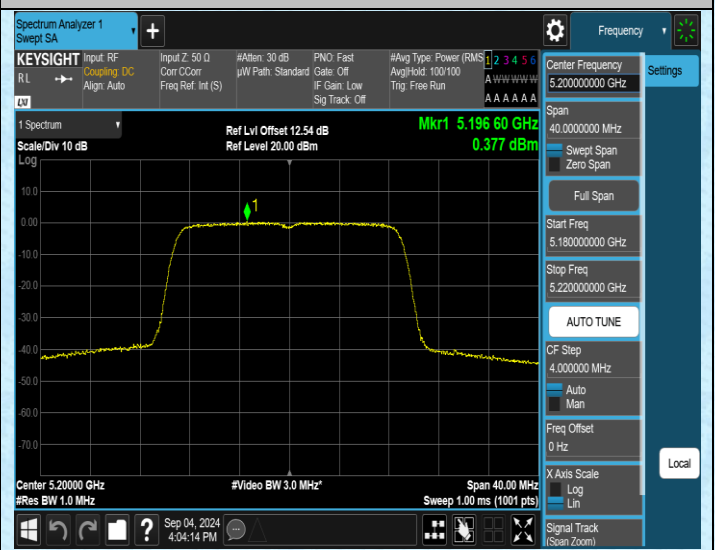 Spectrum Analyzer 1
Swept SA
+
Frequency
KEYSIGHT
RL
LXI
Input: RF
Coupling: DC
Align: Auto
Input Z: 50 Ω
Corr CCorr
Freq Ref: Int (S)
#Atten: 30 dB
µW Path: Standard
PNO: Fast
Gate: Off
IF Gain: Low
Sig Track: Off
#Avg Type: Power (RMS
Avg|Hold: 100/100
Trig: Free Run
1 2 3 4 5 6
A W W W W W
A A A A A A
1 Spectrum
Scale/Div 10 dB
Ref Lvl Offset 12.54 dB
Ref Level 20.00 dBm
Mkr1 5.196 60 GHz
0.377 dBm
Log
10.0
0.00
-10.0
-20.0
-30.0
-40.0
-50.0
-60.0
-70.0
1
Center 5.20000 GHz
#Res BW 1.0 MHz
#Video BW 3.0 MHz*
Span 40.00 MHz
Sweep 1.00 ms (1001 pts)
?
Sep 04, 2024
4:04:14 PM
Center Frequency
5.20000000 GHz
Settings
Span
40.0000000 MHz
Swept Span
Zero Span
Full Span
Start Freq
5.18000000 GHz
Stop Freq
5.220000000 GHz
AUTO TUNE
CF Step
4.000000 MHz
Auto
Man
Freq Offset
0 Hz
X Axis Scale
Log
Lin
Local
Signal Track
(Span Zoom)